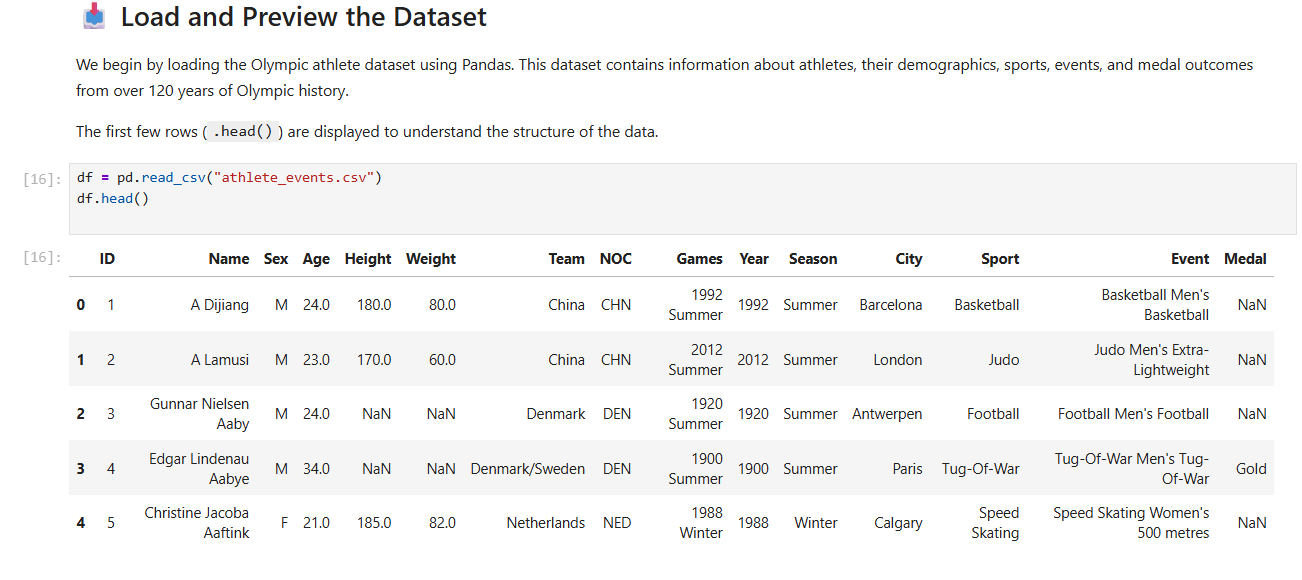 Load and Preview the Dataset
We begin by loading the Olympic athlete dataset using Pandas. This dataset contains information about athletes, their demographics, sports, events, and medal outcomes
from over 120 years of Olympic history.
The first few rows ( .head() ) are displayed to understand the structure of the data.
[16]: df = pd.read_csv("athlete_events.csv")
df.head()
[16]: ID Name Sex Age Height Weight Team NOC Games Year Season City Sport Event Medal
0 1 A Dijiang M 24.0 180.0 80.0 China CHN 1992 Summer 1992 Summer Barcelona Basketball Basketball Men's Basketball NaN
1 2 A Lamusi M 23.0 170.0 60.0 China CHN 2012 Summer 2012 Summer London Judo Judo Men's Extra-Lightweight NaN
2 3 Gunnar Nielsen Aaby M 24.0 NaN NaN Denmark DEN 1920 Summer 1920 Summer Antwerpen Football Football Men's Football NaN
3 4 Edgar Lindenau Aabye M 34.0 NaN NaN Denmark/Sweden DEN 1900 Summer 1900 Summer Paris Tug-Of-War Tug-Of-War Men's Tug-Of-War Gold
4 5 Christine Jacoba Aaftink F 21.0 185.0 82.0 Netherlands NED 1988 Winter 1988 Winter Calgary Speed Skating Speed Skating Women's 500 metres NaN